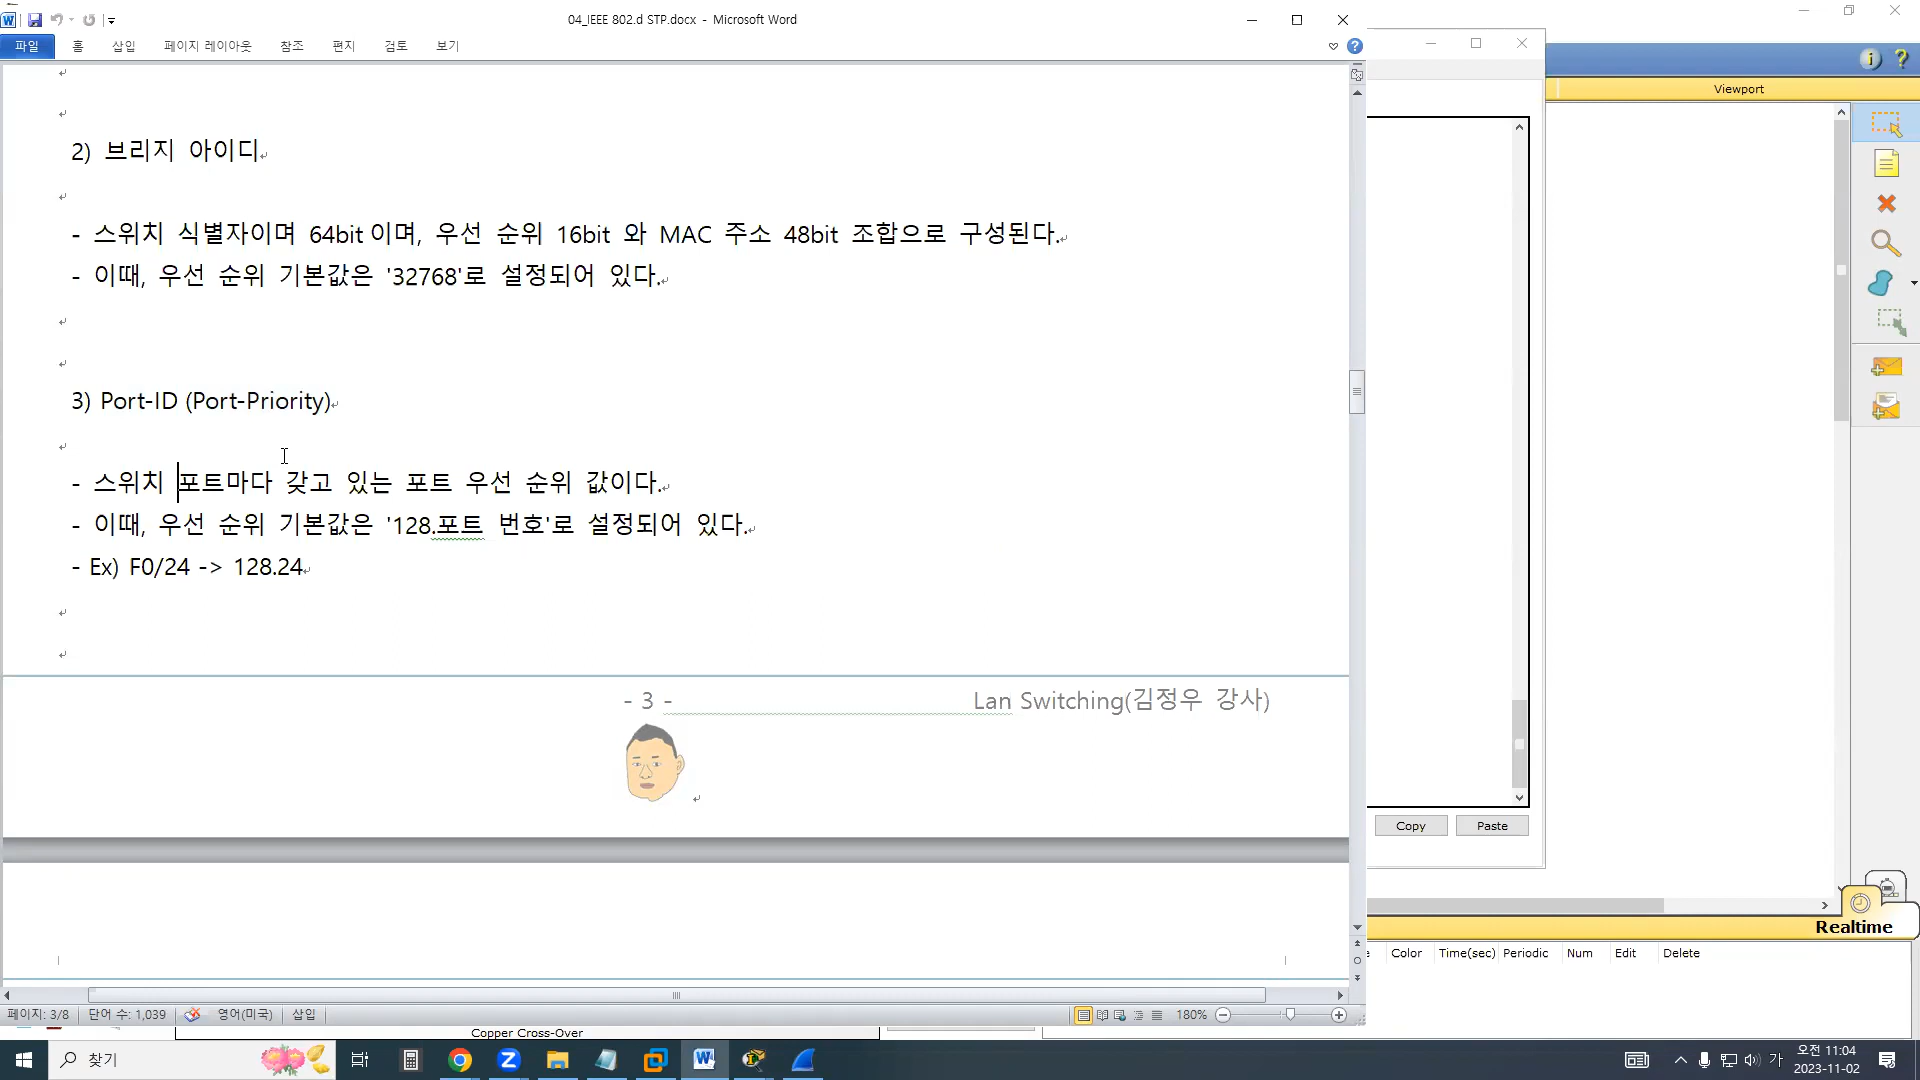 04_IEEE 802.d STP.docx - Microsoft Word
파일 홈 삽입 페이지 레이아웃 참조 편지 검토 보기
2) 브리지 아이디
- 스위치 식별자이며 64bit이며, 우선 순위 16bit 와 MAC 주소 48bit 조합으로 구성된다.
- 이때, 우선 순위 기본값은 '32768'로 설정되어 있다.
3) Port-ID (Port-Priority)
- 스위치 포트마다 갖고 있는 포트 우선 순위 값이다.
- 이때, 우선 순위 기본값은 '128.포트 번호'로 설정되어 있다.
- Ex) F0/24 -> 128.24
- 3 - Lan Switching(김정우 강사)
페이지: 3/8 단어 수: 1,039 영어(미국) 삽입 180%
Viewport
Copy Paste
Realtime
Color Time(sec) Periodic Num Edit Delete
Copper Cross-Over
찾기
가
오전 11:04
2023-11-02